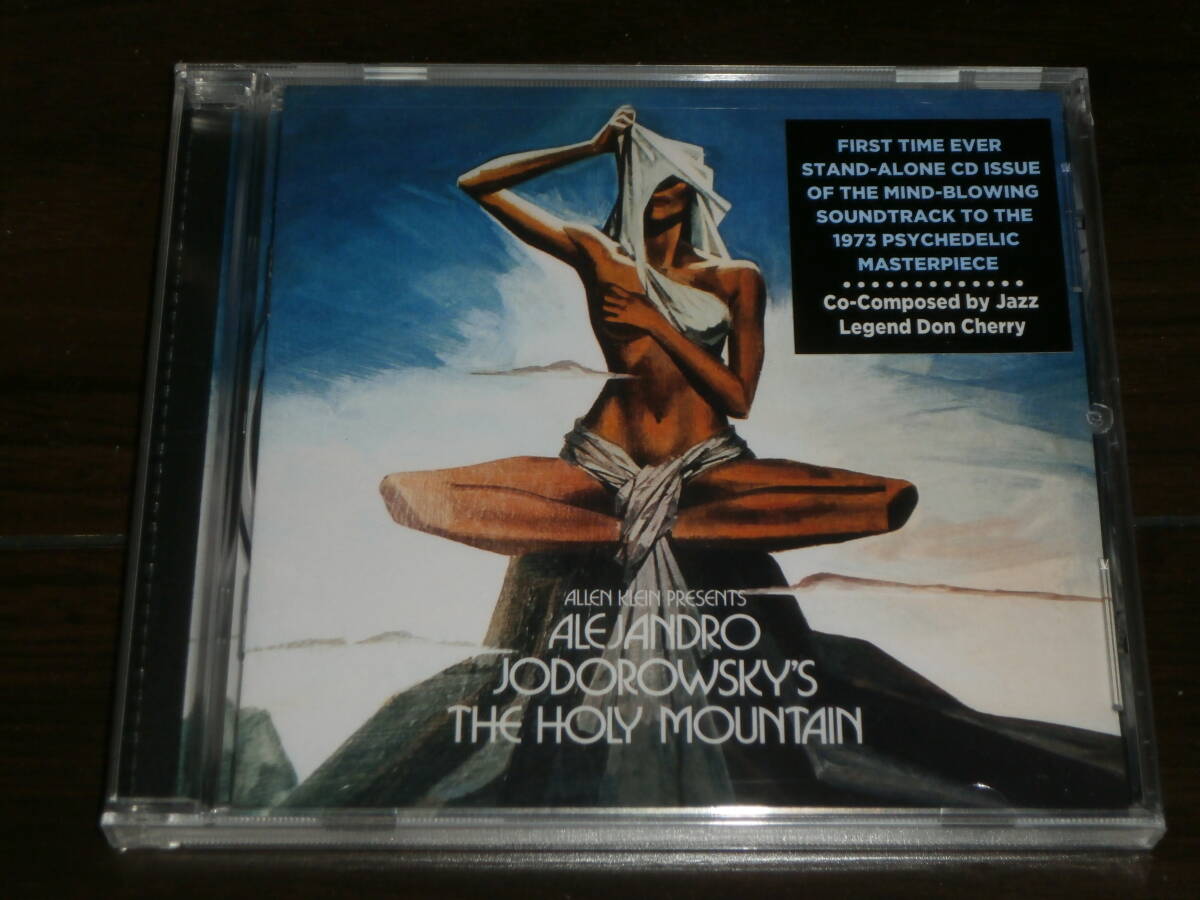 FIRST TIME EVER
STAND-ALONE CD ISSUE
OF THE MIND-BLOWING
SOUNDTRACK TO THE
1973 PSYCHEDELIC
MASTERPIECE
Co-Composed by Jazz
Legend Don Cherry
ALLEN KLEIN PRESENTS
ALEJANDRO
JODOROWSKY'S
THE HOLY MOUNTAIN